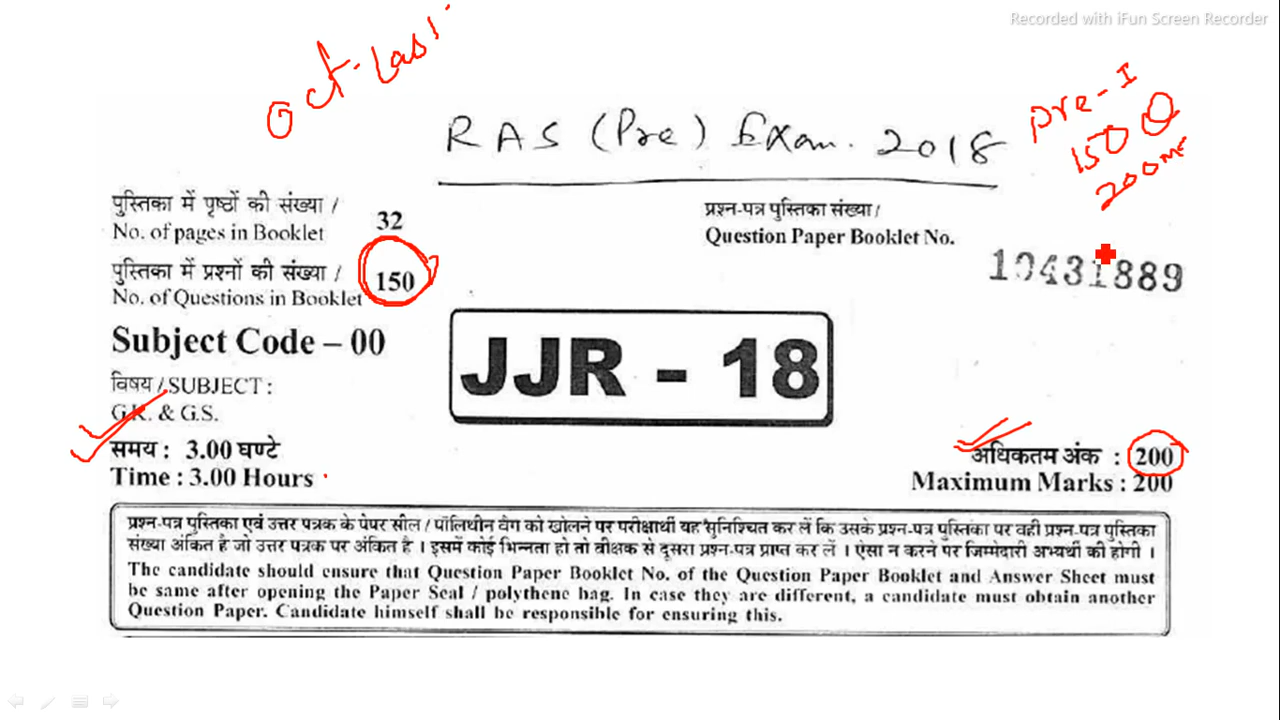 Recorded with iFun Screen Recorder
Oct-Last
Pre-I
150 Q
200 M
RAS (Pre) Exam. 2018
पुस्तिका में पृष्ठों की संख्या /
No. of pages in Booklet 32
पुस्तिका में प्रश्नों की संख्या /
No. of Questions in Booklet 150
प्रश्न-पत्र पुस्तिका संख्या /
Question Paper Booklet No.
10431889
Subject Code – 00
विषय / SUBJECT :
G.K. & G.S.
JJR - 18
समय : 3.00 घण्टे
Time : 3.00 Hours
अधिकतम अंक : 200
Maximum Marks : 200
प्रश्न-पत्र पुस्तिका एवं उत्तर पत्रक के पेपर सील / पॉलिथीन बैग को खोलने पर परीक्षार्थी यह सुनिश्चित कर लें कि उसके प्रश्न-पत्र पुस्तिका पर वही प्रश्न-पत्र पुस्तिका
संख्या अंकित है जो उत्तर पत्रक पर अंकित है । इसमें कोई भिन्नता हो तो वीक्षक से दूसरा प्रश्न-पत्र प्राप्त कर लें । ऐसा न करने पर जिम्मेदारी अभ्यर्थी की होगी ।
The candidate should ensure that Question Paper Booklet No. of the Question Paper Booklet and Answer Sheet must
be same after opening the Paper Seal / polythene bag. In case they are different, a candidate must obtain another
Question Paper. Candidate himself shall be responsible for ensuring this.